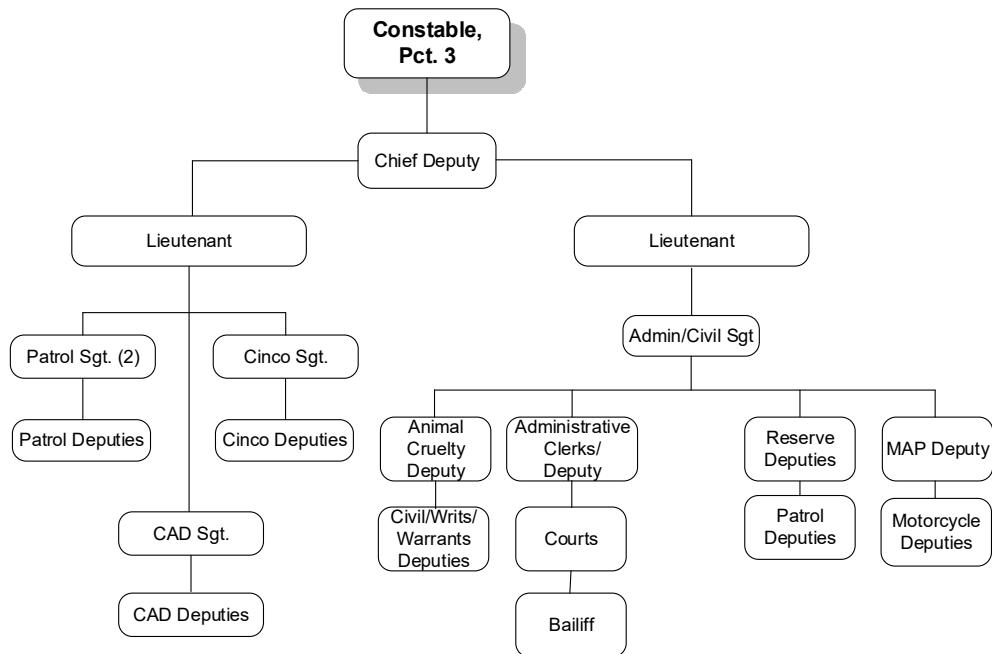 Constable,
Pct. 3
Chief Deputy
Lieutenant
Lieutenant
Patrol Sgt. (2)
Cinco Sgt.
Admin/Civil Sgt
Patrol Deputies
Cinco Deputies
Animal
Cruelty
Deputy
Administrative
Clerks/
Deputy
Reserve
Deputies
MAP Deputy
CAD Sgt.
Civil/Writs/
Warrants
Deputies
Courts
Patrol
Deputies
Motorcycle
Deputies
CAD Deputies
Bailiff